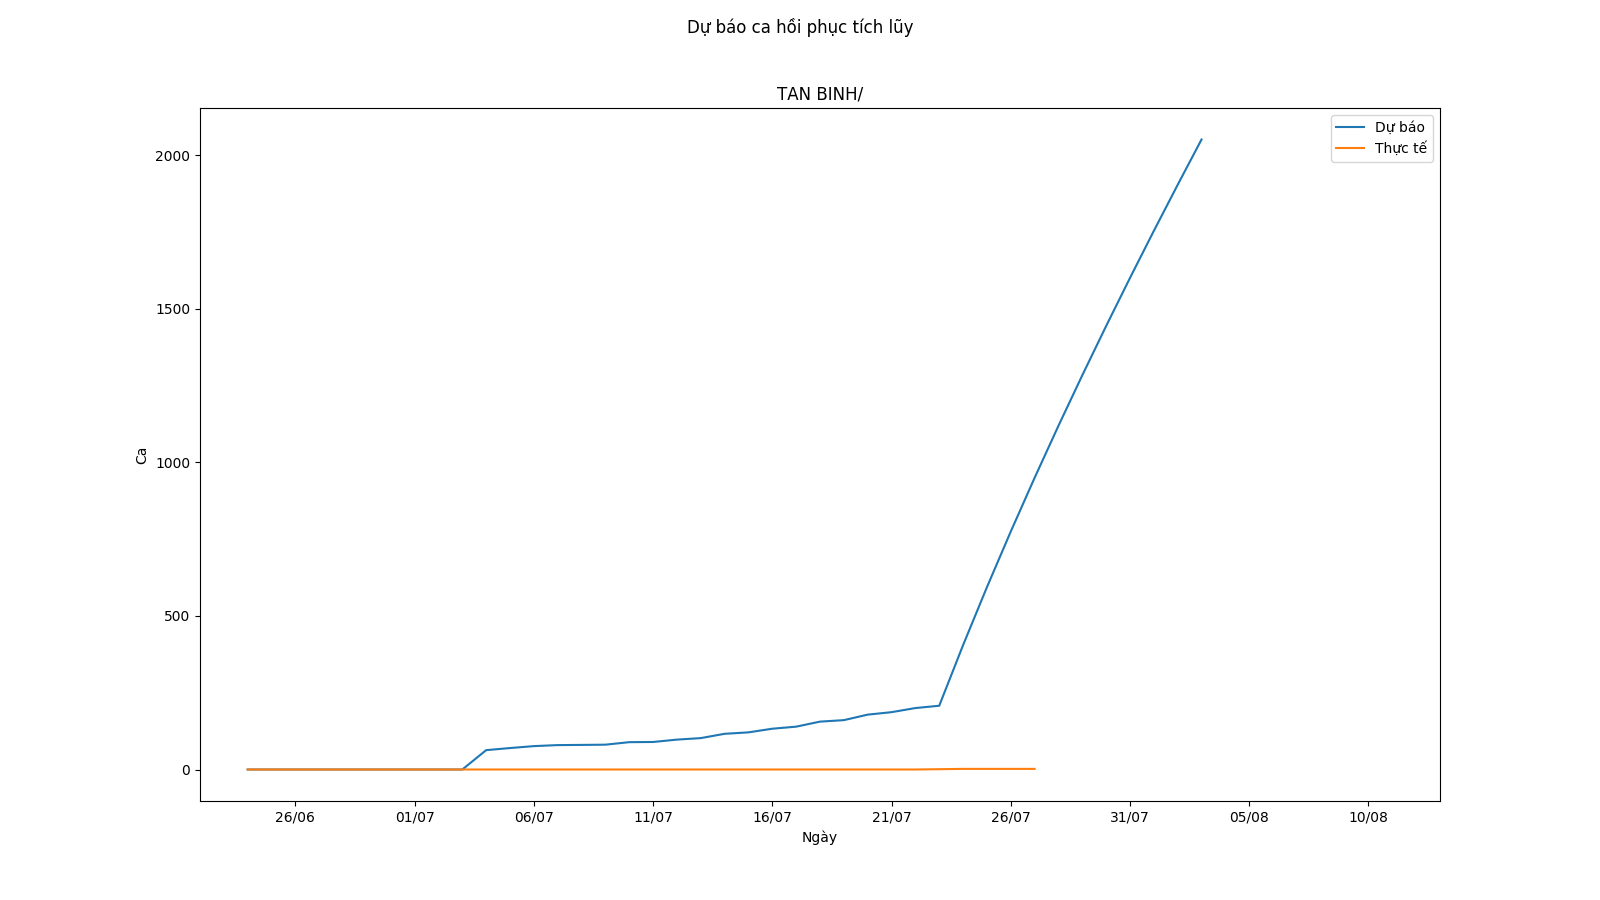 Dự báo ca hồi phục tích lũy
TAN BINH/
Dự báo
Thực tế
2000
1500
1000
500
0
Ca
26/06 01/07 06/07 11/07 16/07 21/07 26/07 31/07 05/08 10/08
Ngày